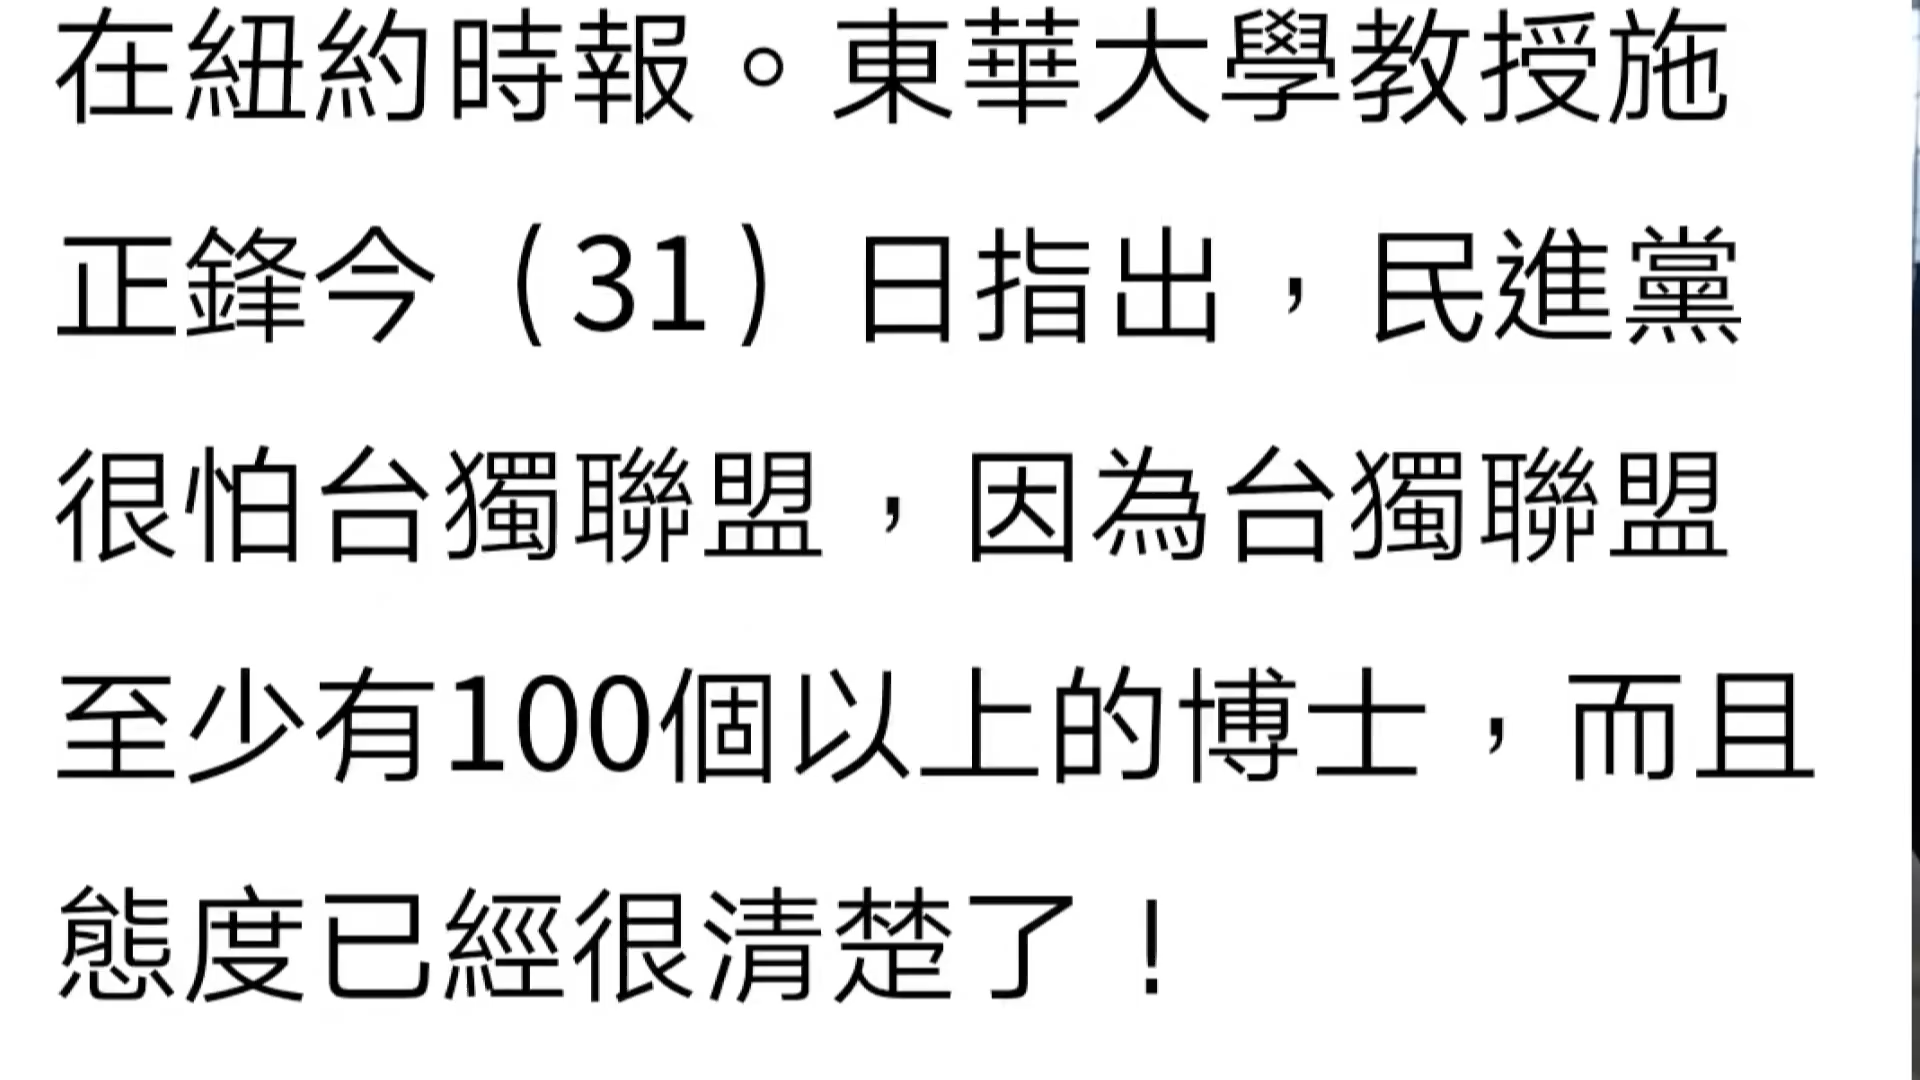 在紐約時報。東華大學教授施
正鋒今（31）日指出，民進黨
很怕台獨聯盟，因為台獨聯盟
至少有100個以上的博士，而且
態度已經很清楚了！